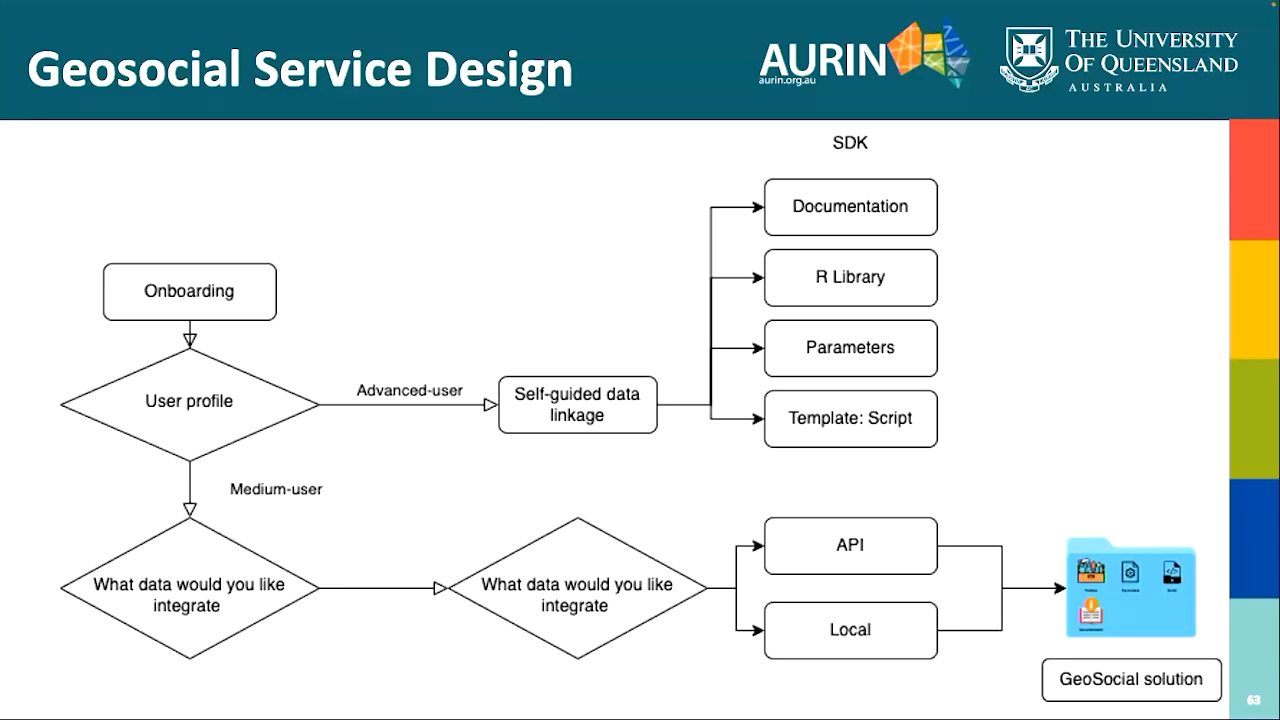 Geosocial Service Design
AURIN
aurin.org.au
THE UNIVERSITY
OF QUEENSLAND
AUSTRALIA
SDK
Documentation
R Library
Parameters
Template: Script
Onboarding
User profile
Advanced-user
Self-guided data
linkage
Medium-user
What data would you like
integrate
What data would you like
integrate
API
Local
GeoSocial solution
63